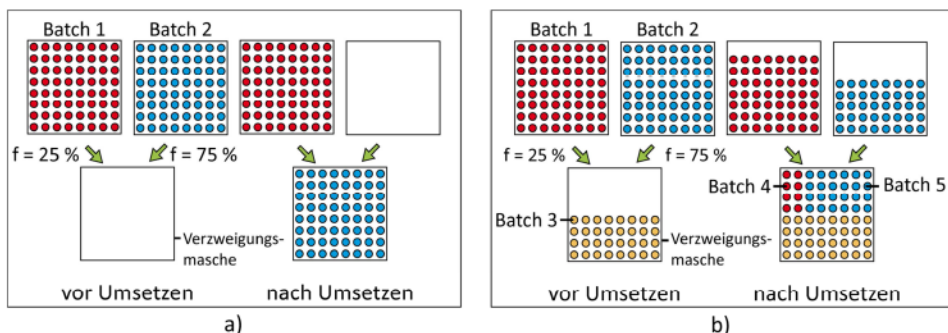 Batch 1 Batch 2
f = 25 % f = 75 %
Verzweigungs-
masche
vor Umsetzen nach Umsetzen
a)
Batch 1 Batch 2
f = 25 % f = 75 %
Batch 4 Batch 5
Batch 3
Verzweigungs-
masche
vor Umsetzen nach Umsetzen
b)